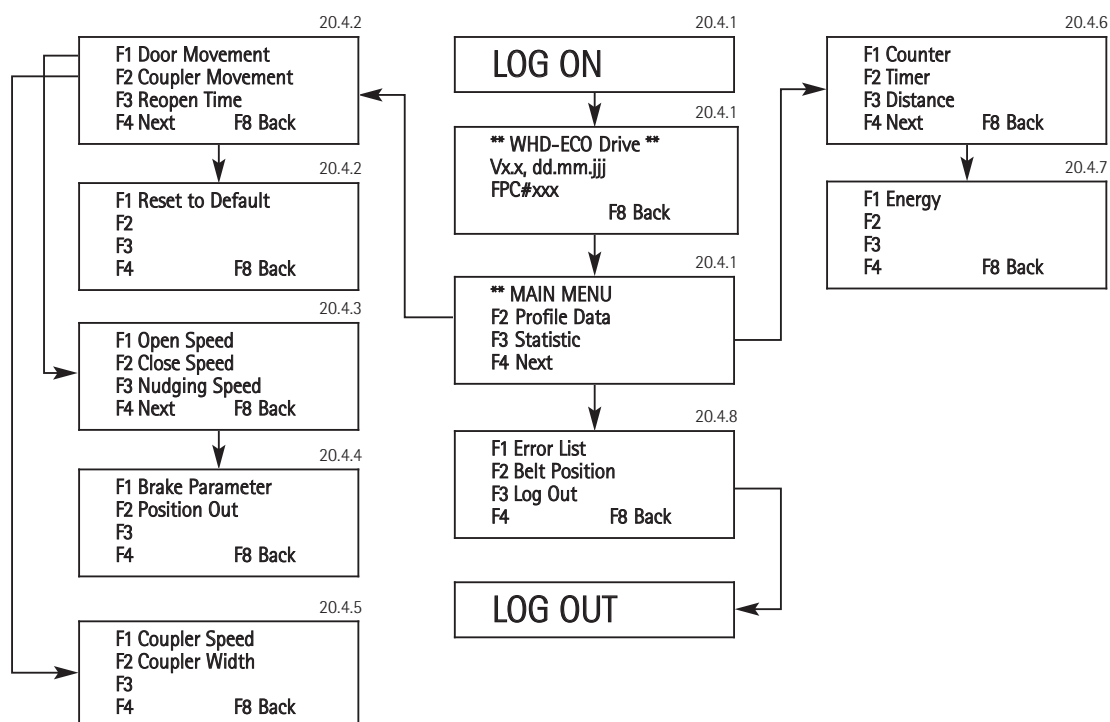 20.4.2
F1 Door Movement
F2 Coupler Movement
F3 Reopen Time
F4 Next F8 Back
20.4.2
F1 Reset to Default
F2
F3
F4 F8 Back
20.4.3
F1 Open Speed
F2 Close Speed
F3 Nudging Speed
F4 Next F8 Back
20.4.4
F1 Brake Parameter
F2 Position Out
F3
F4 F8 Back
20.4.5
F1 Coupler Speed
F2 Coupler Width
F3
F4 F8 Back
20.4.1
LOG ON
20.4.1
** WHD-ECO Drive **
Vx.x, dd.mm.jjj
FPC#xxx
F8 Back
20.4.1
** MAIN MENU
F2 Profile Data
F3 Statistic
F4 Next
20.4.8
F1 Error List
F2 Belt Position
F3 Log Out
F4 F8 Back
LOG OUT
20.4.6
F1 Counter
F2 Timer
F3 Distance
F4 Next F8 Back
20.4.7
F1 Energy
F2
F3
F4 F8 Back